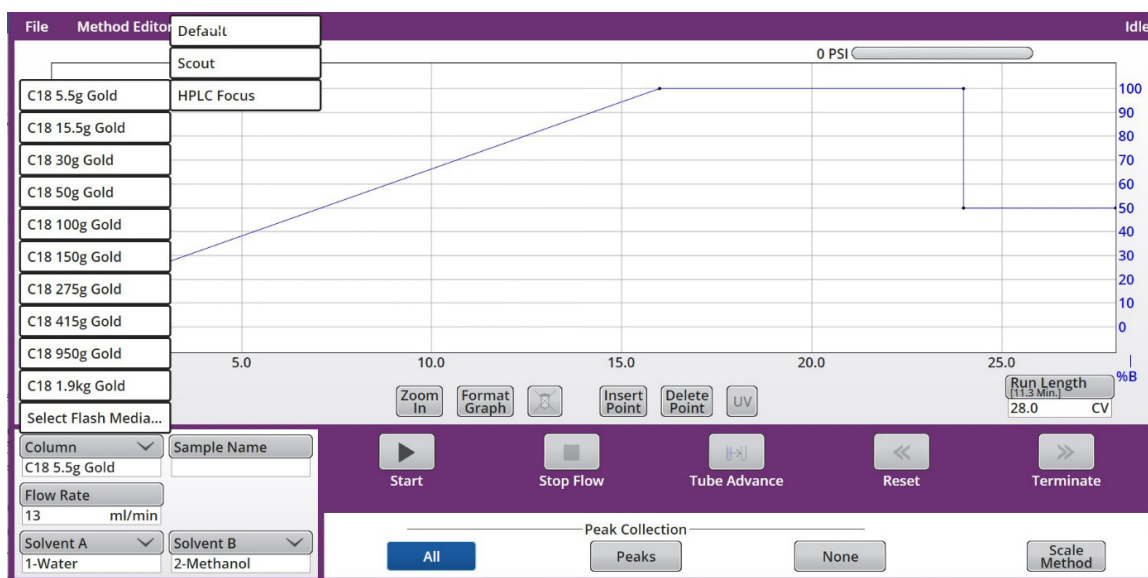 File
Method Editor
Idle
Default
Scout
HPLC Focus
0 PSI
C18 5.5g Gold
C18 15.5g Gold
C18 30g Gold
C18 50g Gold
C18 100g Gold
C18 150g Gold
C18 275g Gold
C18 415g Gold
C18 950g Gold
C18 1.9kg Gold
Select Flash Media...
100
90
80
70
60
50
40
30
20
10
0
%B
5.0
10.0
15.0
20.0
25.0
Zoom
In
Format
Graph
Insert
Point
Delete
Point
UV
Run Length
[11.3 Min.]
28.0 CV
Column
C18 5.5g Gold
Sample Name
Flow Rate
13 ml/min
Solvent A
1-Water
Solvent B
2-Methanol
Start
Stop Flow
Tube Advance
Reset
Terminate
Peak Collection
All
Peaks
None
Scale
Method